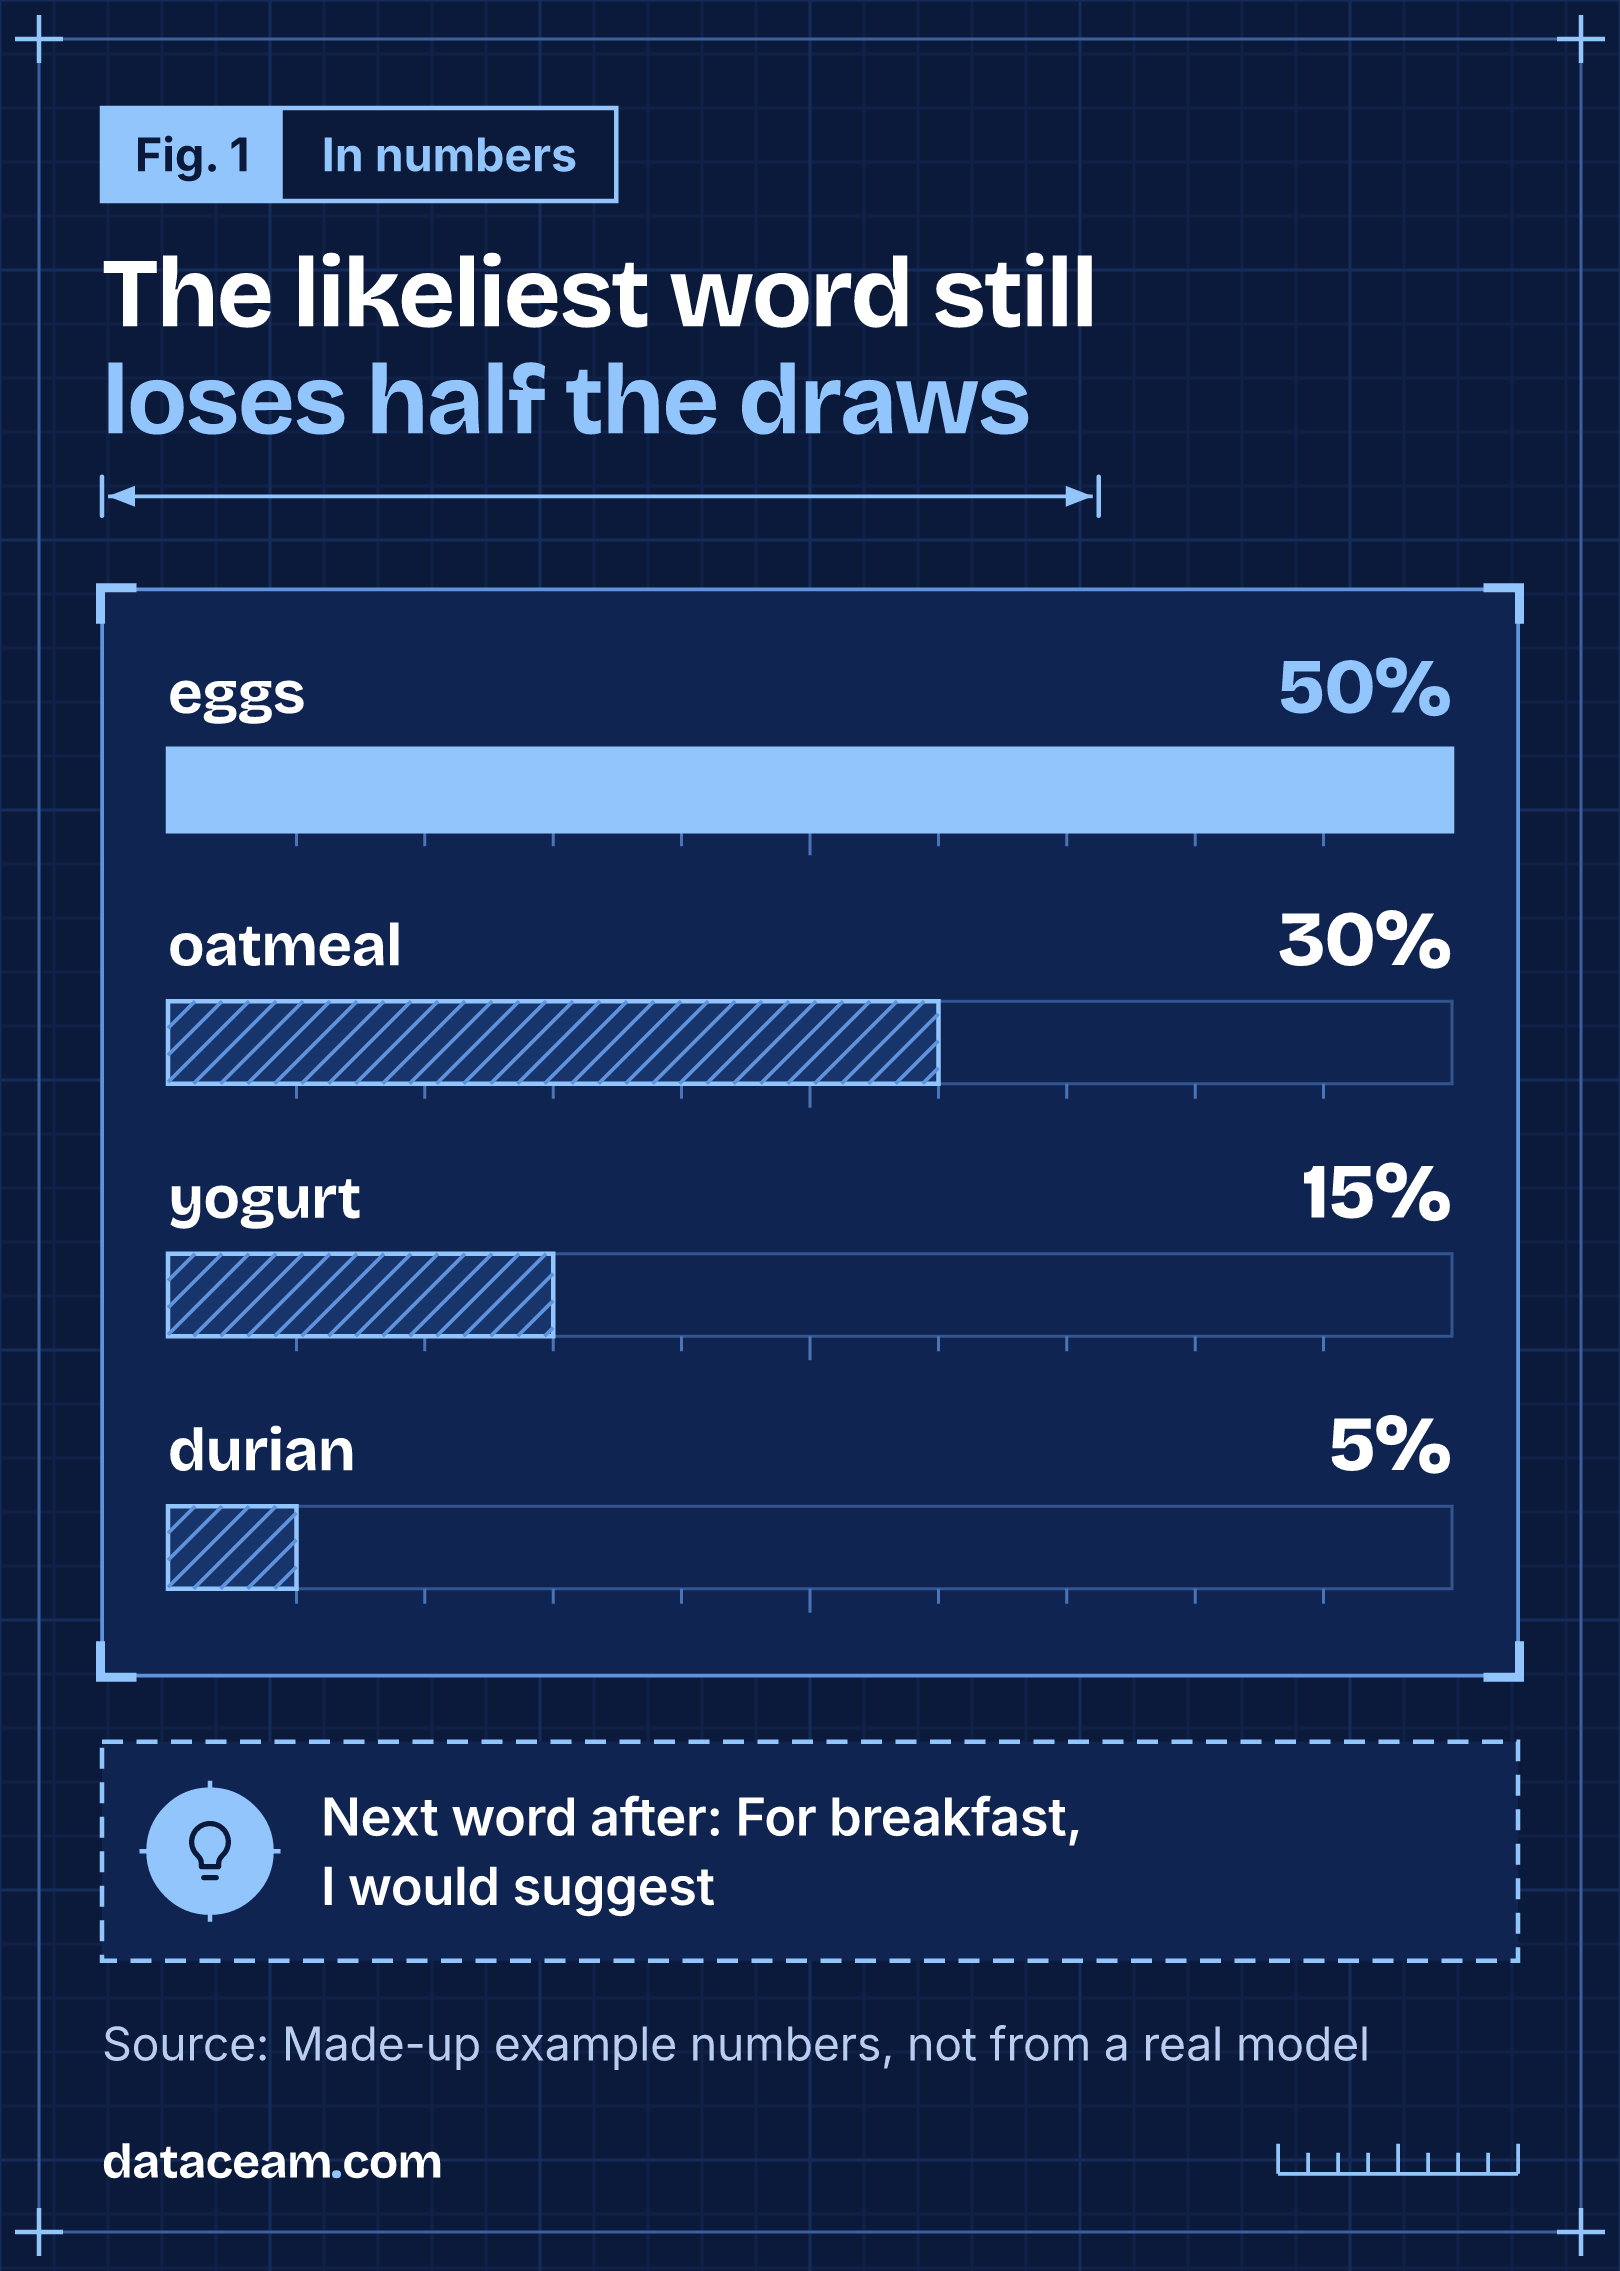 Fig. 1 In numbers
The likeliest word still
loses half the draws
eggs 50%
oatmeal 30%
yogurt 15%
durian 5%
Next word after: For breakfast,
I would suggest
Source: Made-up example numbers, not from a real model
dataceam.com